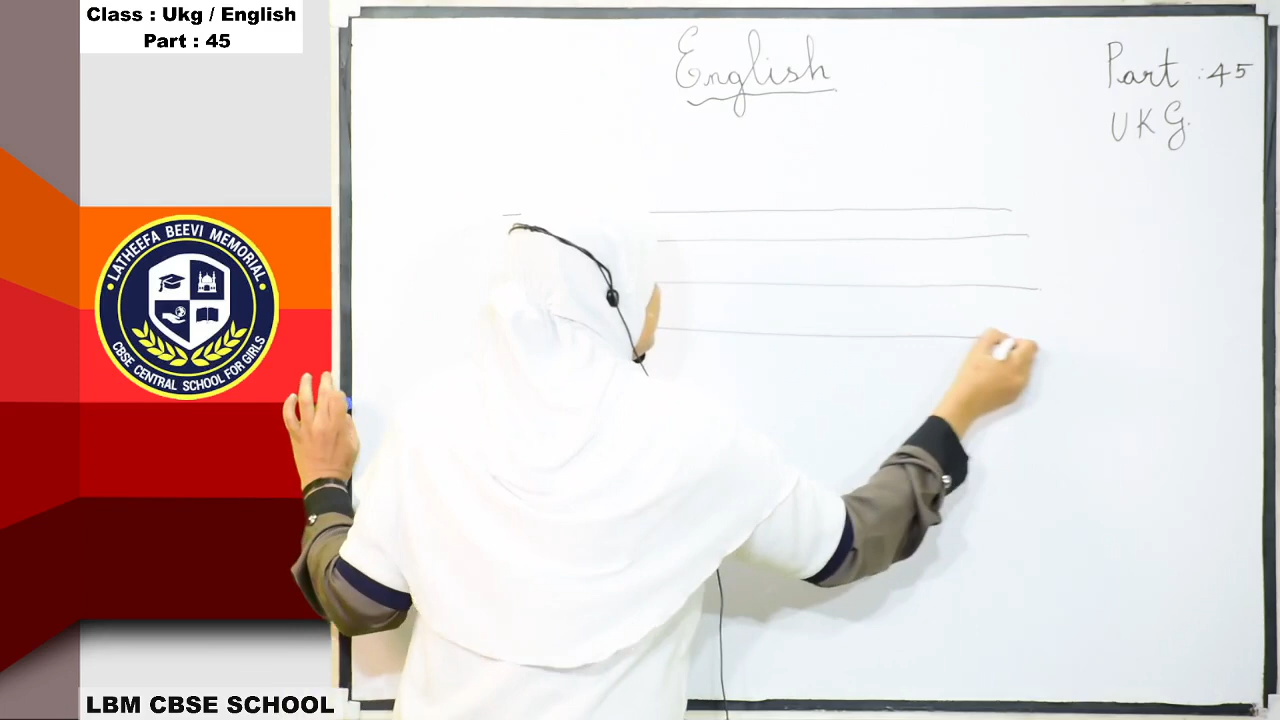 Class : Ukg / English
Part : 45
English
Part : 45
UKG.
LATHEEFA BEEVI MEMORIAL
CBSE CENTRAL SCHOOL FOR GIRLS
LBM CBSE SCHOOL